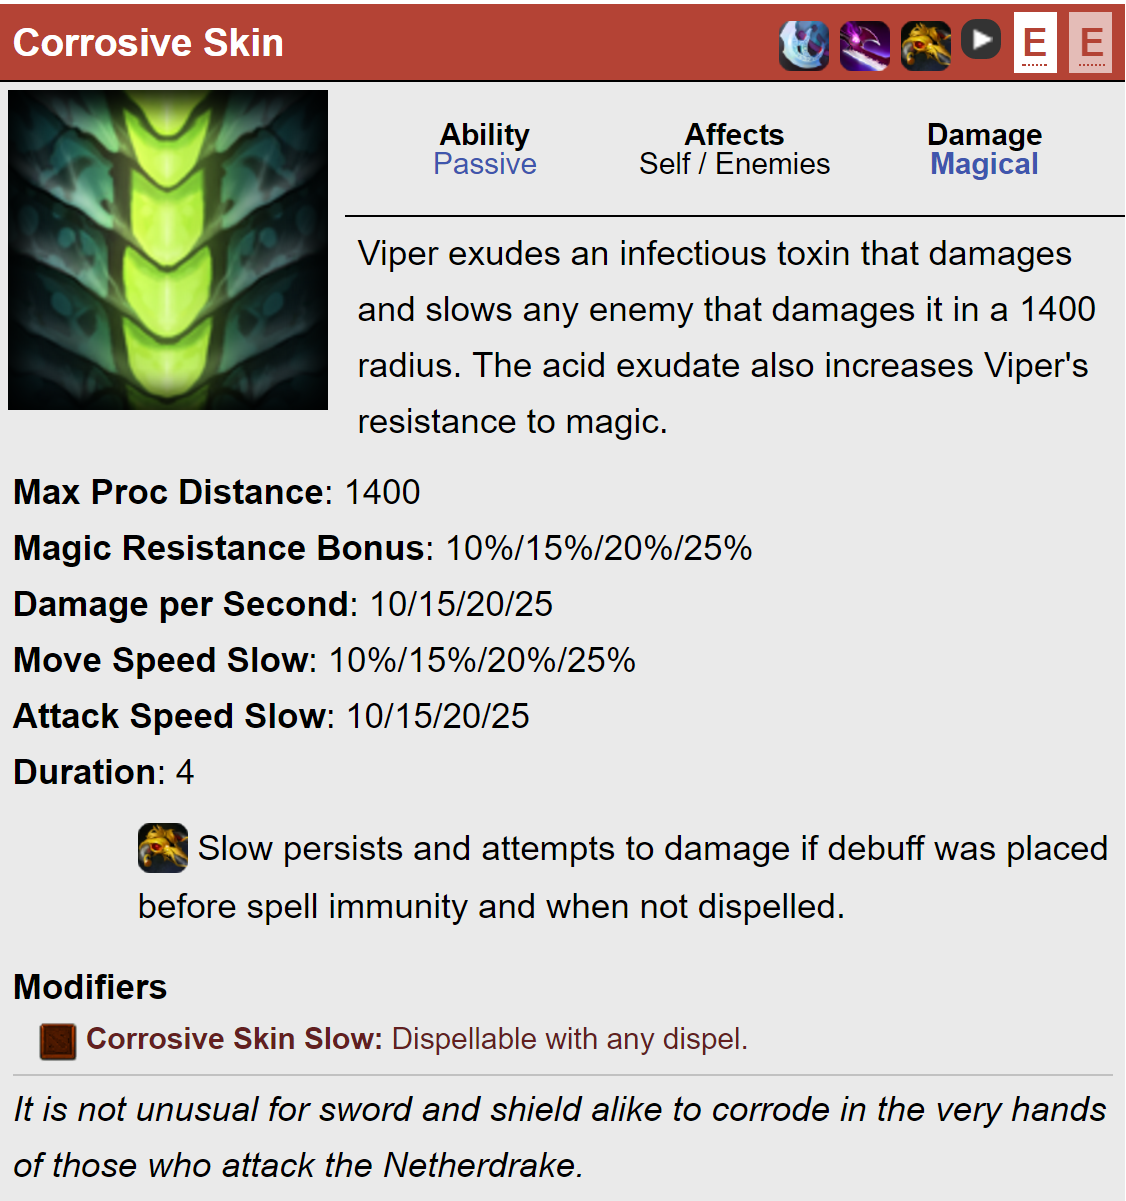 Corrosive Skin E E
Ability Affects Damage
Passive Self / Enemies Magical
Viper exudes an infectious toxin that damages
and slows any enemy that damages it in a 1400
radius. The acid exudate also increases Viper's
resistance to magic.
Max Proc Distance: 1400
Magic Resistance Bonus: 10%/15%/20%/25%
Damage per Second: 10/15/20/25
Move Speed Slow: 10%/15%/20%/25%
Attack Speed Slow: 10/15/20/25
Duration: 4
Slow persists and attempts to damage if debuff was placed
before spell immunity and when not dispelled.
Modifiers
Corrosive Skin Slow: Dispellable with any dispel.
It is not unusual for sword and shield alike to corrode in the very hands
of those who attack the Netherdrake.